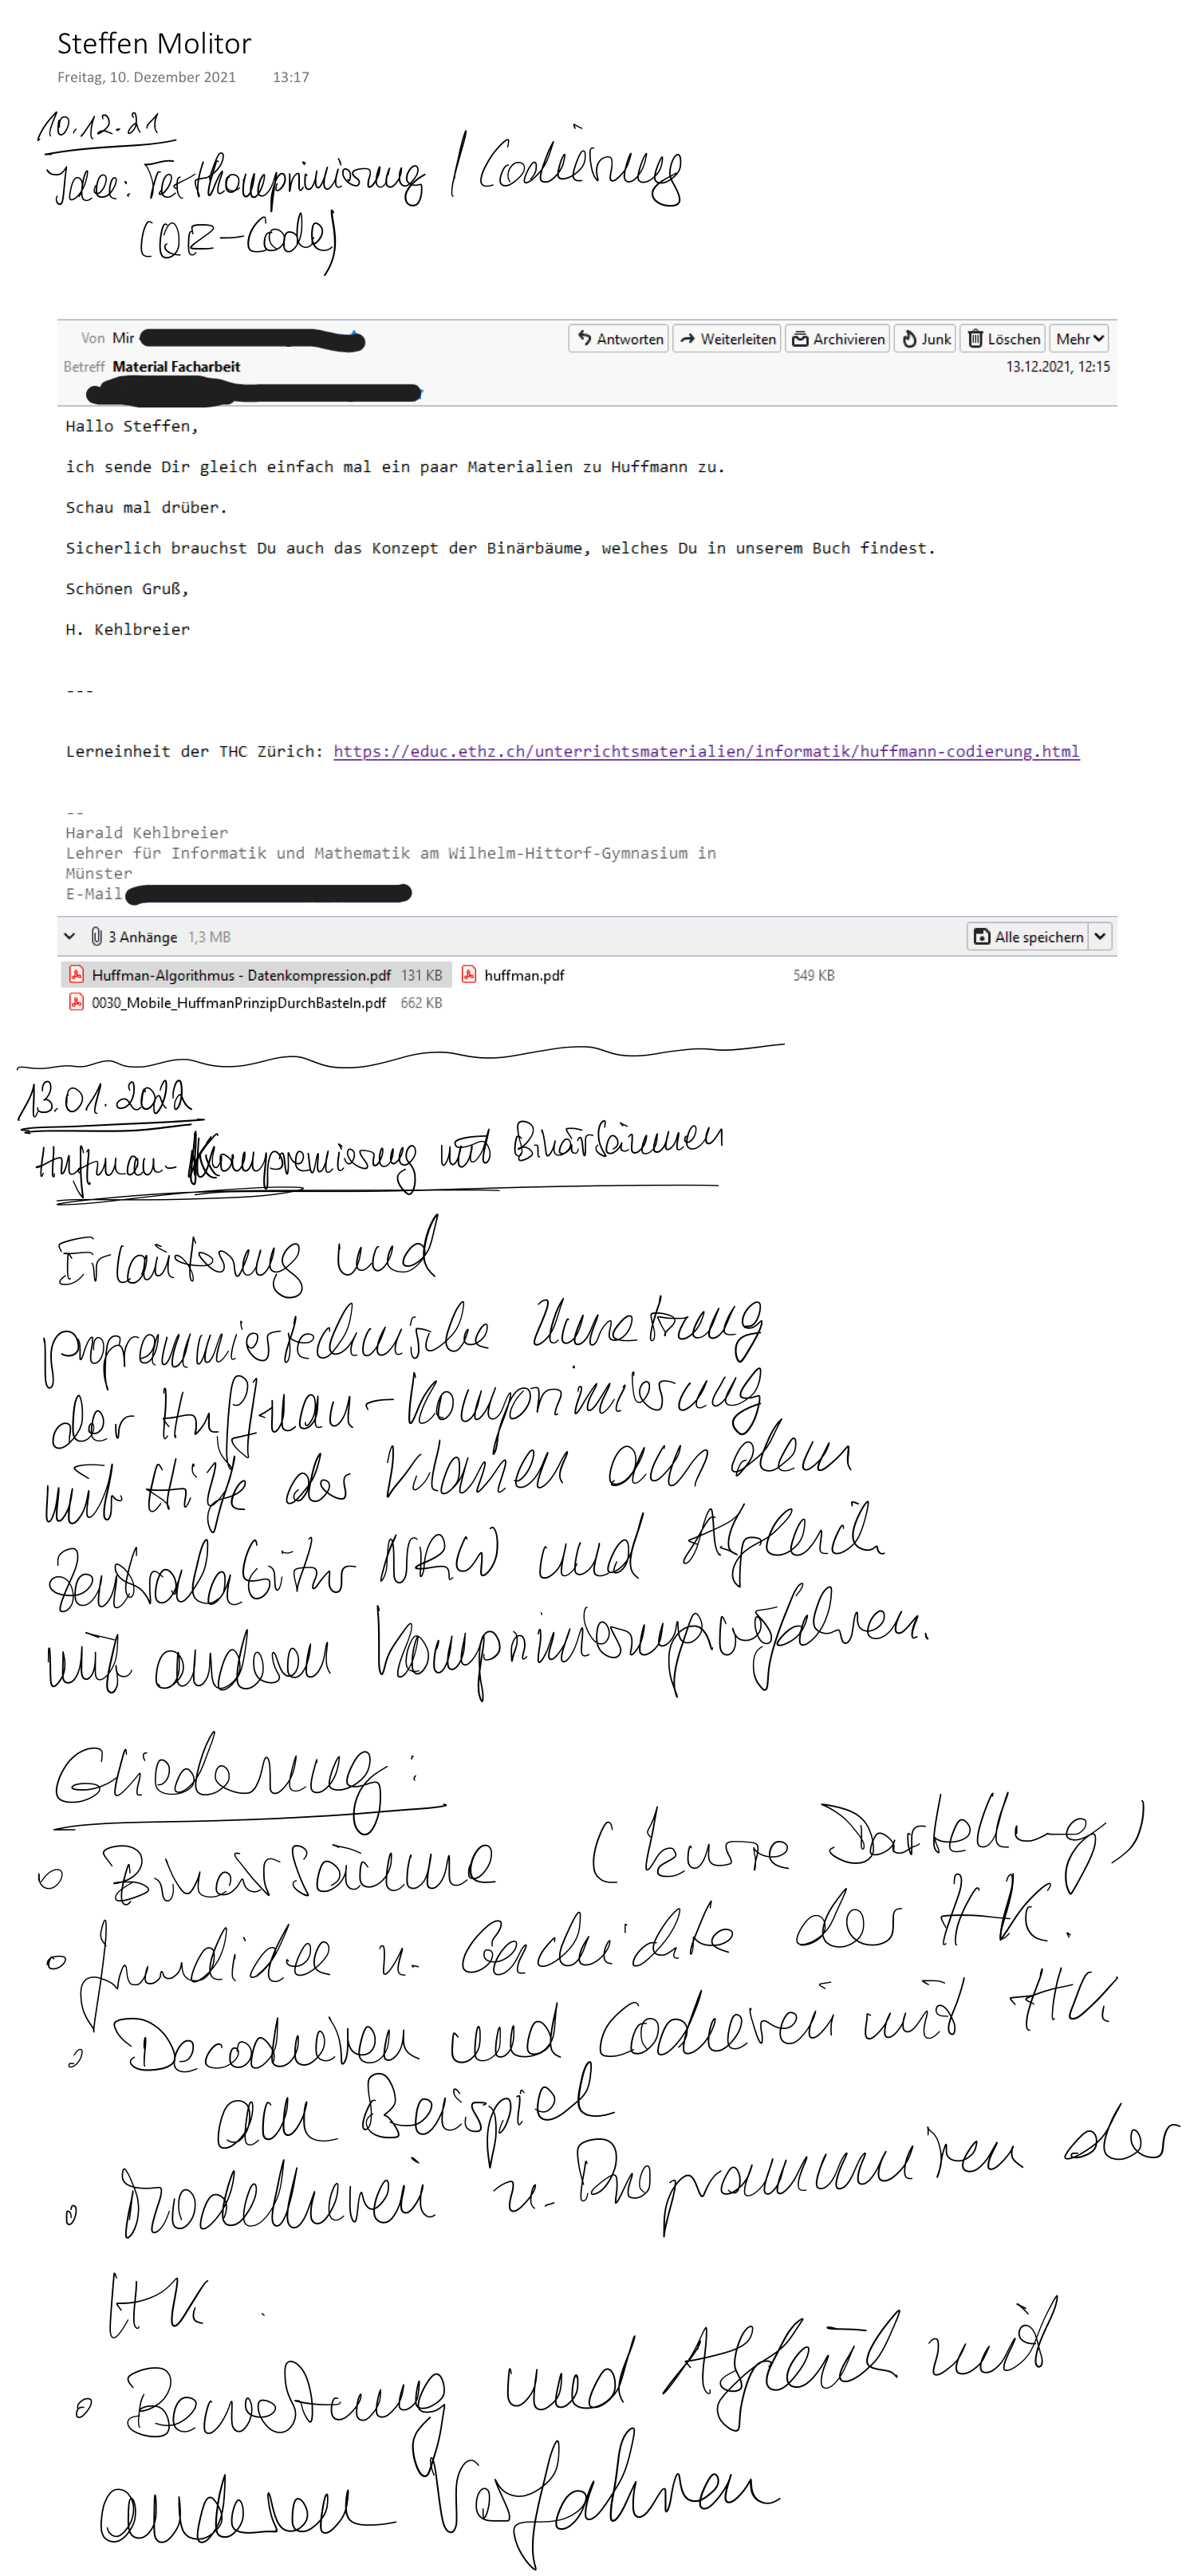 Steffen Molitor
Freitag, 10. Dezember 2021 13:17
10.12.21
Idee: Textkomprimierung / Codierung
(QR-Code)
Von Mir Antworten Weiterleiten Archivieren Junk Löschen Mehr
Betreff Material Facharbeit 13.12.2021, 12:15
Hallo Steffen,
ich sende Dir gleich einfach mal ein paar Materialien zu Huffmann zu.
Schau mal drüber.
Sicherlich brauchst Du auch das Konzept der Binärbäume, welches Du in unserem Buch findest.
Schönen Gruß,
H. Kehlbreier
---
Lerneinheit der THC Zürich: https://educ.ethz.ch/unterrichtsmaterialien/informatik/huffmann-codierung.html
--
Harald Kehlbreier
Lehrer für Informatik und Mathematik am Wilhelm-Hittorf-Gymnasium in
Münster
E-Mail
3 Anhänge 1,3 MB Alle speichern
Huffman-Algorithmus - Datenkompression.pdf 131 KB huffman.pdf 549 KB
0030_Mobile_HuffmanPrinzipDurchBasteln.pdf 662 KB
13.01.2022
Huffman-Kompremierung mit Binärbäumen
Erläuterung und
programmiertechnische Umsetzung
der Huffman-Komprimierung
mit Hilfe der Klassen aus dem
Zentralabitur NRW und Abgleich
mit anderen Komprimierungsverfahren.
Gliederung:
Binärbäume (kurze Darstellung)
Grundidee u. Geschichte der HK.
Decodieren und Codieren mit HK
am Beispiel
Modellieren u. Programmieren der
HK.
Bewertung und Abgleich mit
anderen Verfahren